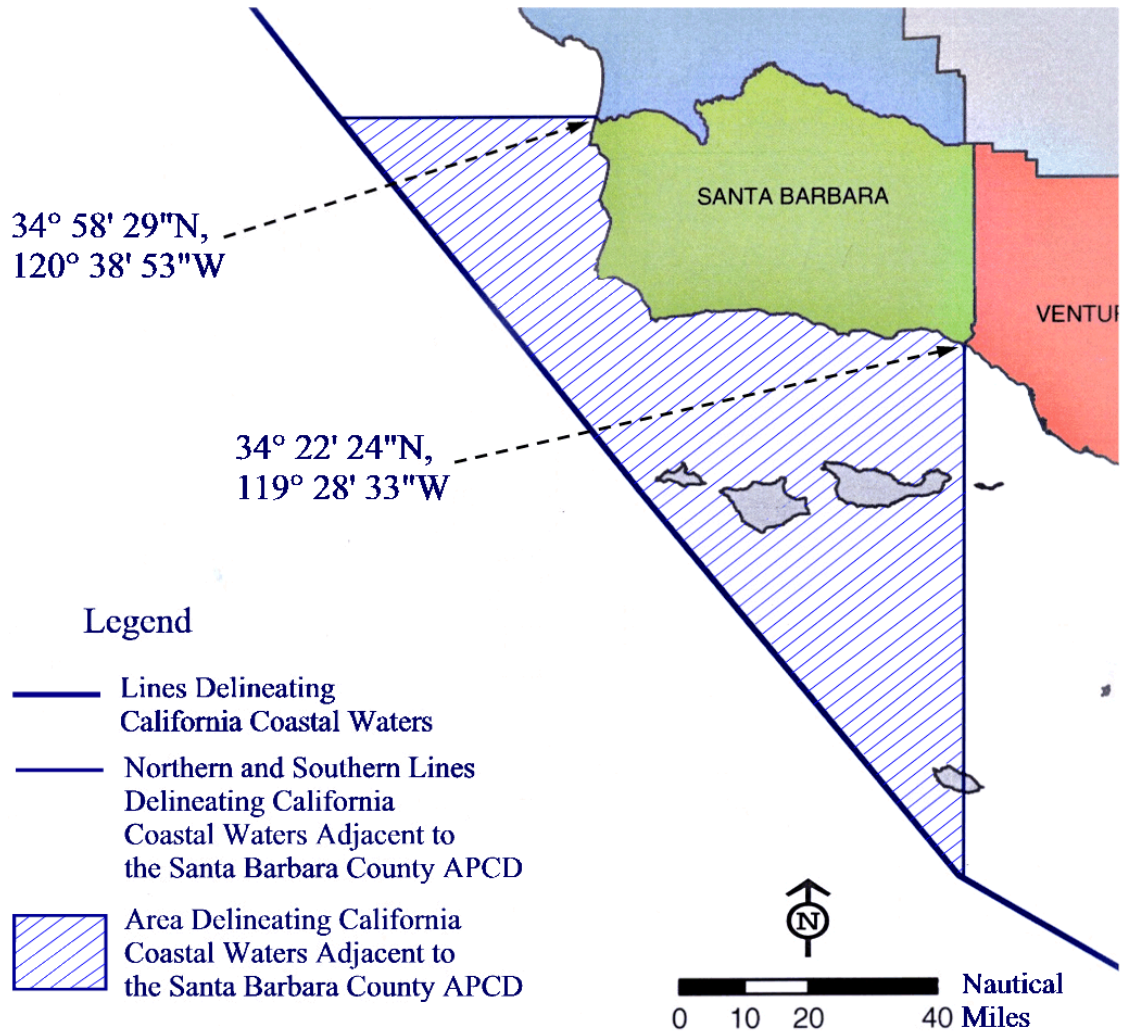 SANTA BARBARA
34° 58' 29"N,
120° 38' 53"W
VENTUR
34° 22' 24"N,
119° 28' 33"W
Legend
Lines Delineating
California Coastal Waters
Northern and Southern Lines
Delineating California
Coastal Waters Adjacent to
the Santa Barbara County APCD
Area Delineating California
Coastal Waters Adjacent to
the Santa Barbara County APCD
N
Nautical
Miles
0 10 20 40